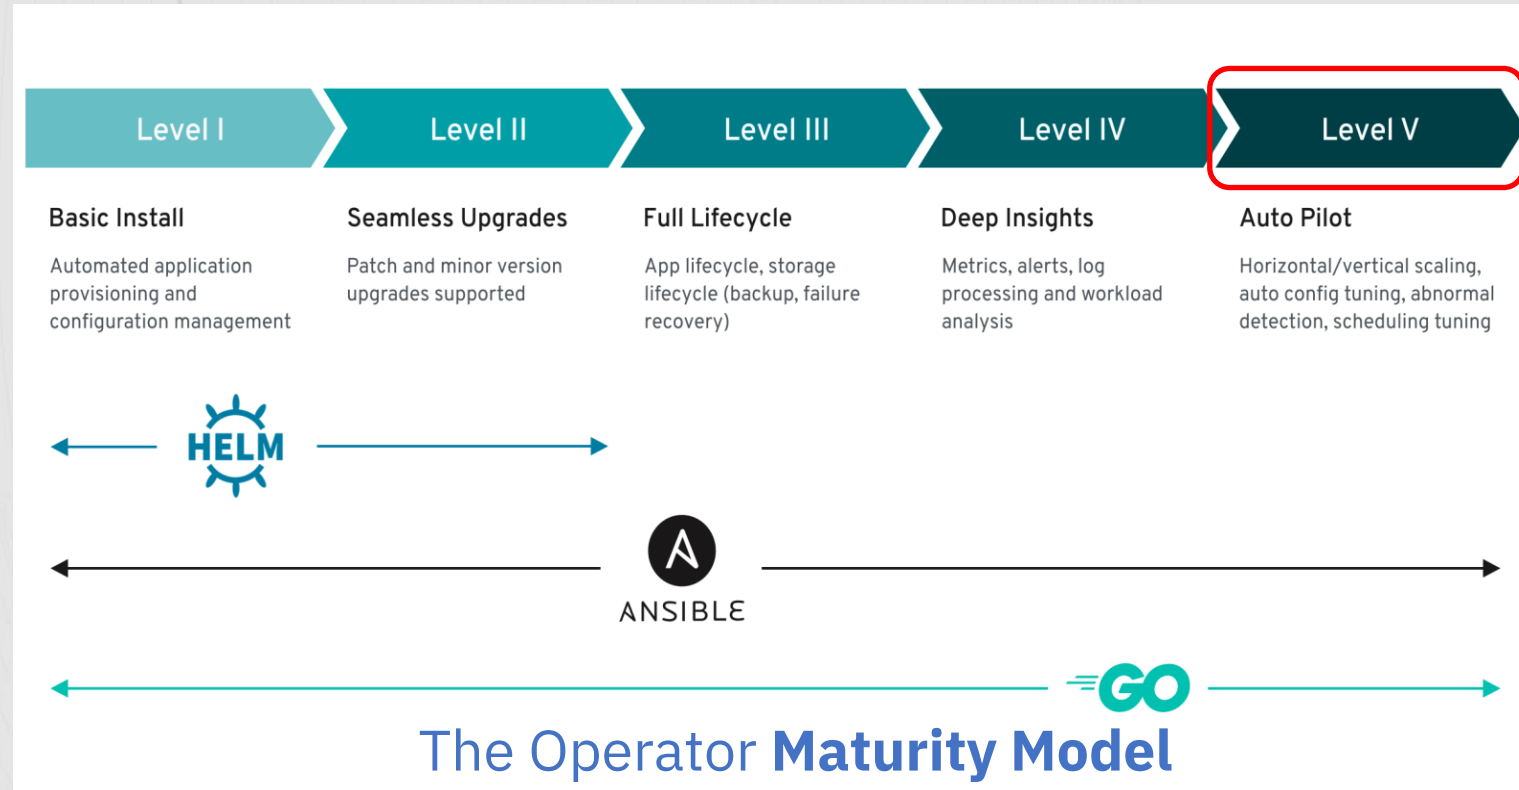 Level I
Level II
Level III
Level IV
Level V
Basic Install
Automated application
provisioning and
configuration management
Seamless Upgrades
Patch and minor version
upgrades supported
Full Lifecycle
App lifecycle, storage
lifecycle (backup, failure
recovery)
Deep Insights
Metrics, alerts, log
processing and workload
analysis
Auto Pilot
Horizontal/vertical scaling,
auto config tuning, abnormal
detection, scheduling tuning
HELM
ANSIBLE
GO
The Operator Maturity Model